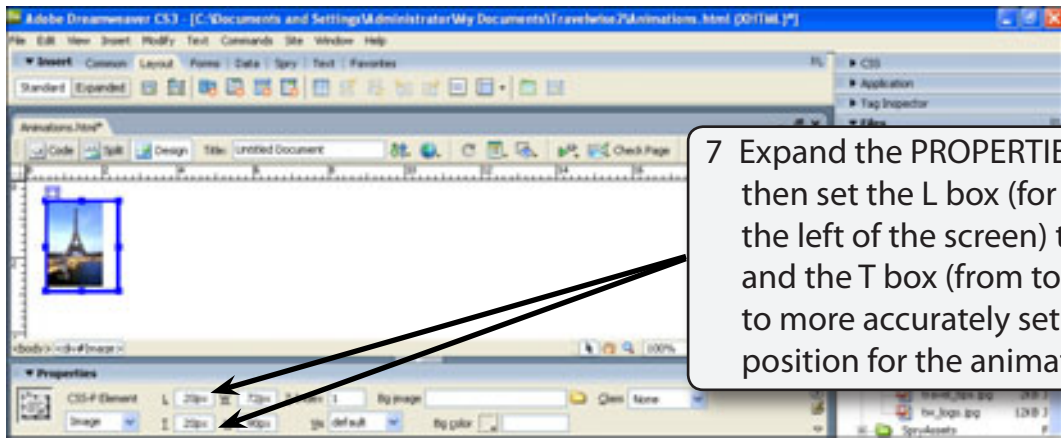 Adobe Dreamweaver CS3 - [C:\Documents and Settings\Administrator\My Documents\Travelwise2\Animations.html (XHTML)*]
File Edit View Insert Modify Text Commands Site Window Help
Insert Common Layout Forms Data Spry Text Favorites
Standard Expanded
CSS
Application
Tag Inspector
Files
Animations.html*
Code Split Design Title: Untitled Document Check Page
7 Expand the PROPERTIE
then set the L box (for
the left of the screen) t
and the T box (from to
to more accurately set
position for the anima
<body> <div#Image> 100%
Properties
CSS-P Element L 20px W 72px 1 Bg image Class None
Image T 20px 90px Vis default Bg color
travel_tips.jpg 2KB
tw_logo.jpg 12KB
SpryAssets